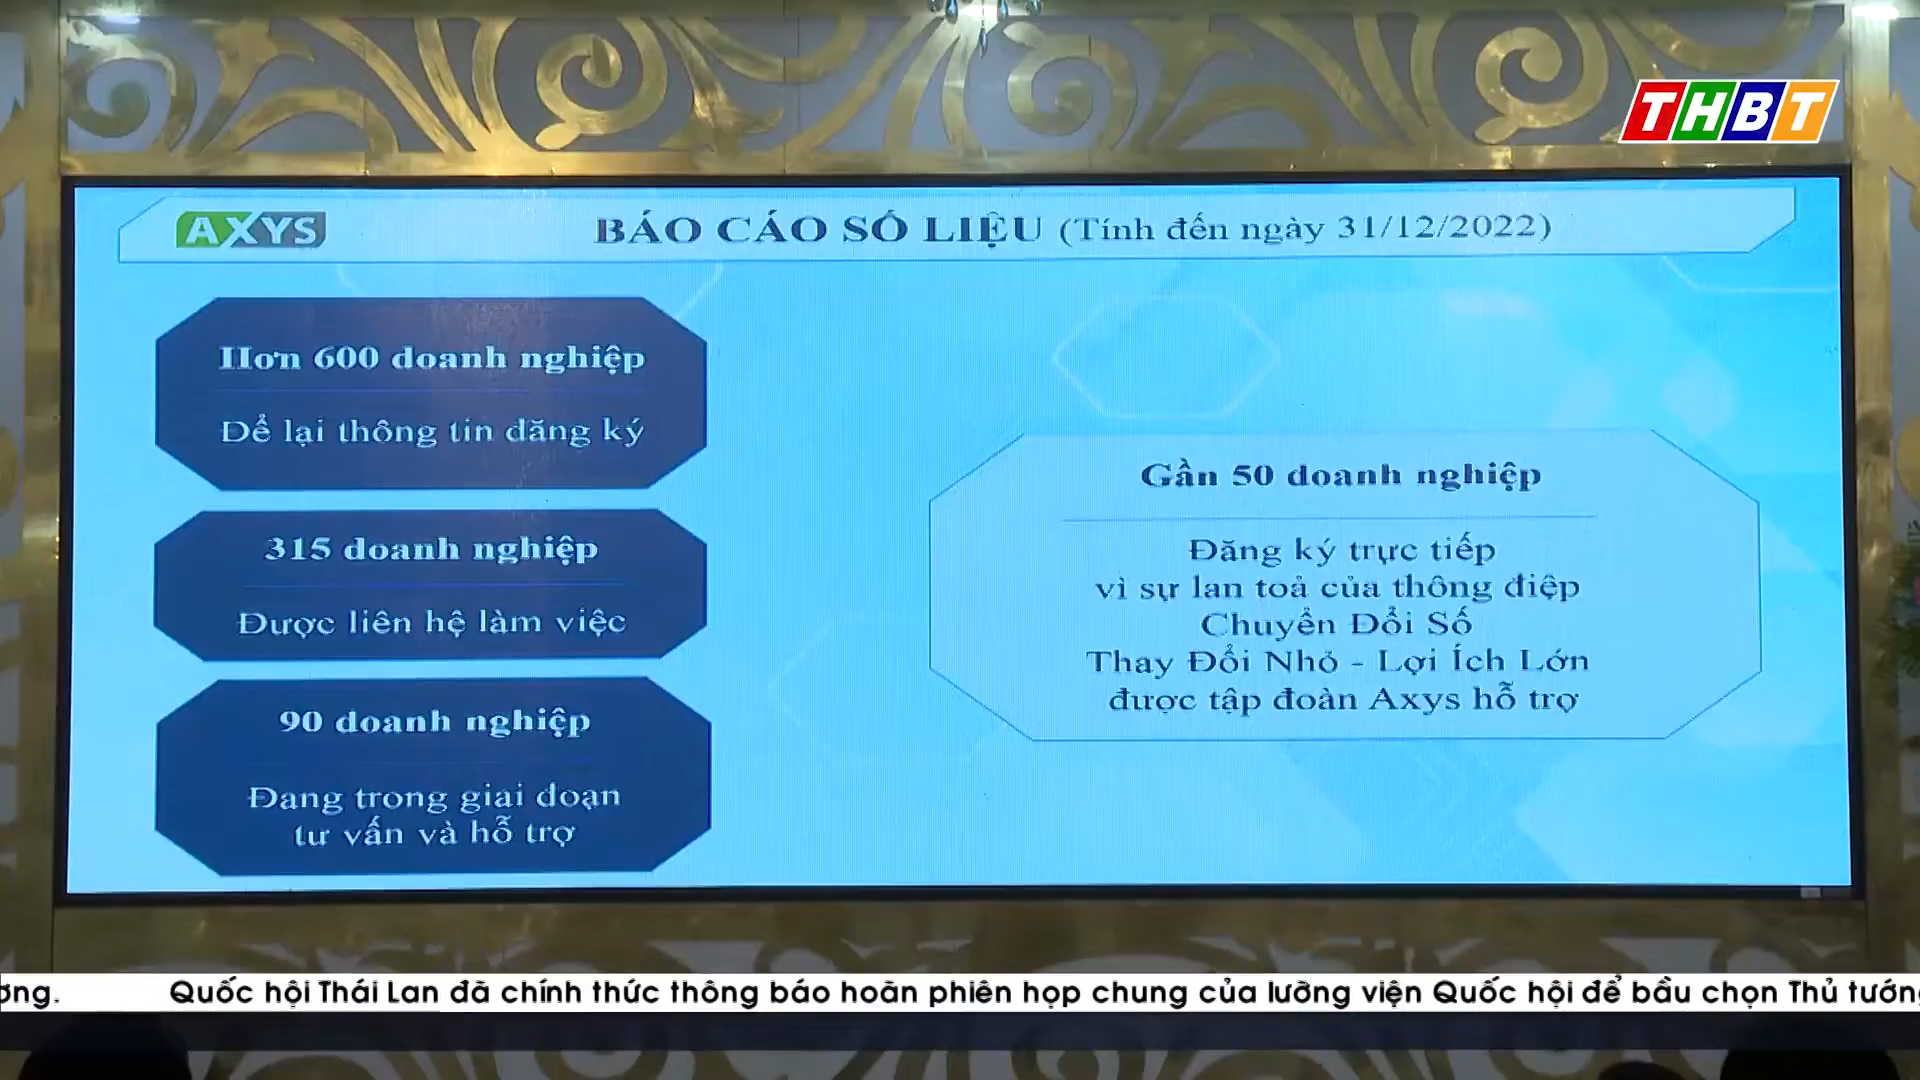 THBT
AXYS
BÁO CÁO SỐ LIỆU (Tính đến ngày 31/12/2022)
Hơn 600 doanh nghiệp
Để lại thông tin đăng ký
315 doanh nghiệp
Được liên hệ làm việc
90 doanh nghiệp
Đang trong giai đoạn
tư vấn và hỗ trợ
Gần 50 doanh nghiệp
Đăng ký trực tiếp
vì sự lan toả của thông điệp
Chuyển Đổi Số
Thay Đổi Nhỏ - Lợi Ích Lớn
được tập đoàn Axys hỗ trợ
ơng. Quốc hội Thái Lan đã chính thức thông báo hoãn phiên họp chung của lưỡng viện Quốc hội để bầu chọn Thủ tướng